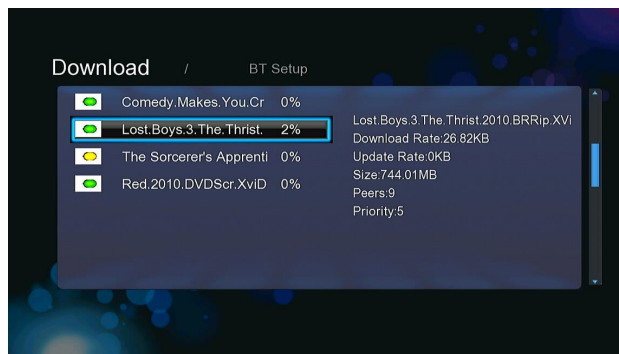 Download / BT Setup
Comedy.Makes.You.Cr 0%
Lost.Boys.3.The.Thrist. 2%
The Sorcerer's Apprenti 0%
Red.2010.DVDScr.XviD 0%
Lost.Boys.3.The.Thrist.2010.BRRip.XVi
Download Rate:26.82KB
Update Rate:0KB
Size:744.01MB
Peers:9
Priority:5